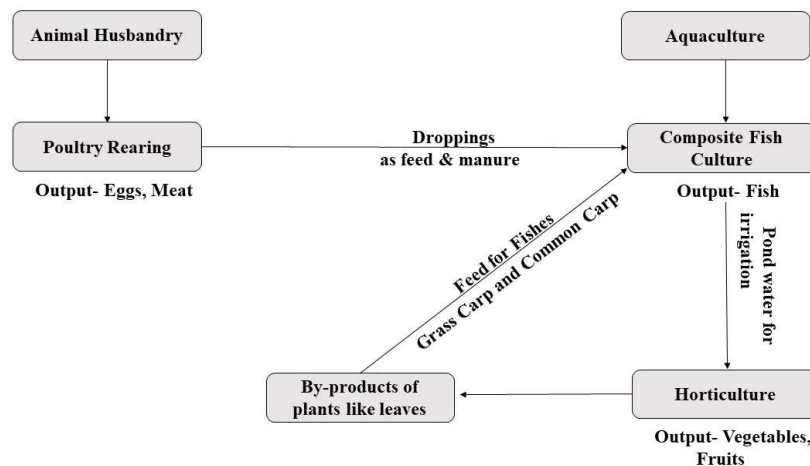 Animal Husbandry
Aquaculture
Poultry Rearing
Droppings
as feed & manure
Composite Fish
Culture
Output- Eggs, Meat
Output- Fish
Feed for Fishes
Grass Carp and Common Carp
Pond water for
irrigation
By-products of
plants like leaves
Horticulture
Output- Vegetables,
Fruits